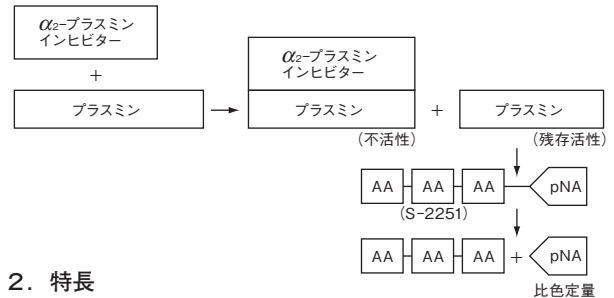 α2-プラスミン
インヒビター
+
プラスミン
α2-プラスミン
インヒビター
プラスミン
(不活性)
+
プラスミン
(残存活性)
AA AA AA pNA
(S-2251)
AA AA AA + pNA
比色定量
2. 特長